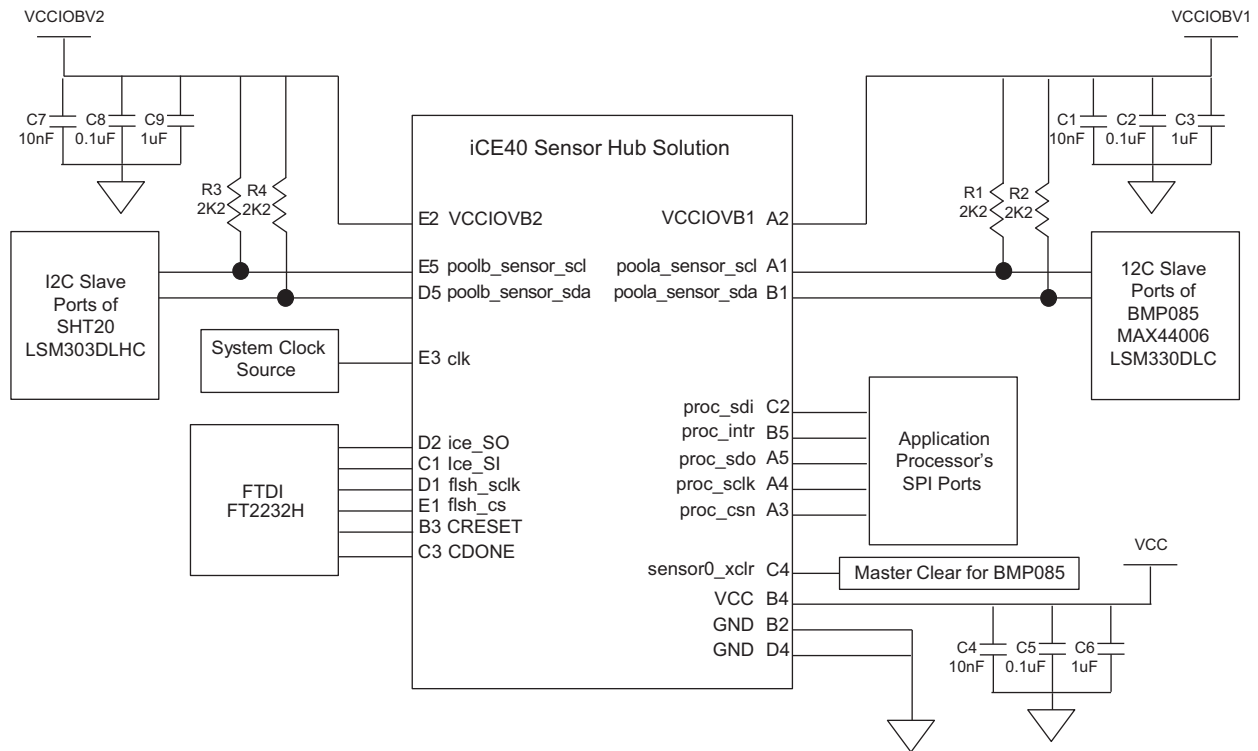 VCCIOBV2
VCCIOBV1
C7
10nF
C8
0.1uF
C9
1uF
C1
10nF
C2
0.1uF
C3
1uF
iCE40 Sensor Hub Solution
R3
2K2
R4
2K2
R1
2K2
R2
2K2
E2 VCCIOVB2
VCCIOVB1 A2
I2C Slave
Ports of
SHT20
LSM303DLHC
E5 poolb_sensor_scl
D5 poolb_sensor_sda
poola_sensor_scl A1
poola_sensor_sda B1
12C Slave
Ports of
BMP085
MAX44006
LSM330DLC
System Clock
Source
E3 clk
proc_sdi C2
proc_intr B5
proc_sdo A5
proc_sclk A4
proc_csn A3
Application
Processor's
SPI Ports
FTDI
FT2232H
D2 ice_SO
C1 Ice_SI
D1 flsh_sclk
E1 flsh_cs
B3 CRESET
C3 CDONE
sensor0_xclr C4
Master Clear for BMP085
VCC
VCC B4
GND B2
GND D4
C4
10nF
C5
0.1uF
C6
1uF